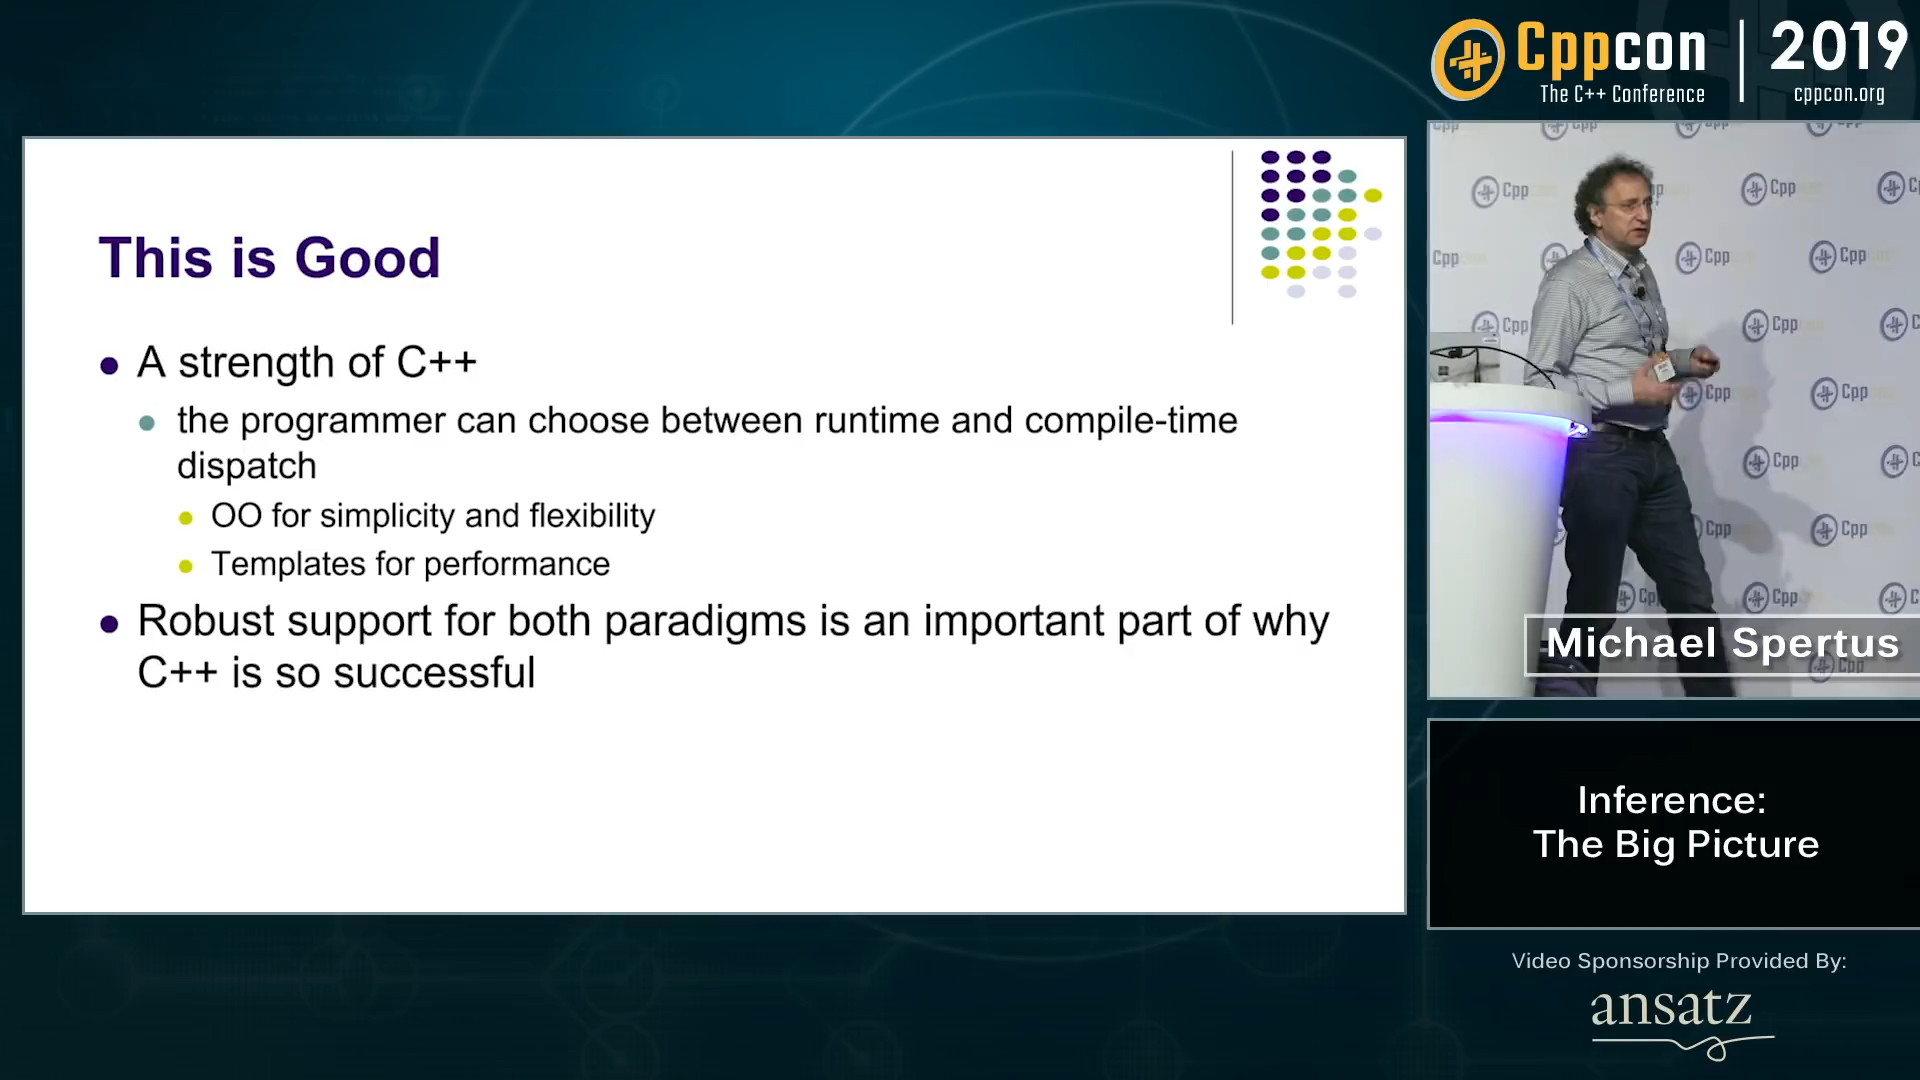 Cppcon
The C++ Conference
2019
cppcon.org
This is Good
A strength of C++
the programmer can choose between runtime and compile-time
dispatch
OO for simplicity and flexibility
Templates for performance
Robust support for both paradigms is an important part of why
C++ is so successful
Michael Spertus
Inference:
The Big Picture
Video Sponsorship Provided By:
ansatz